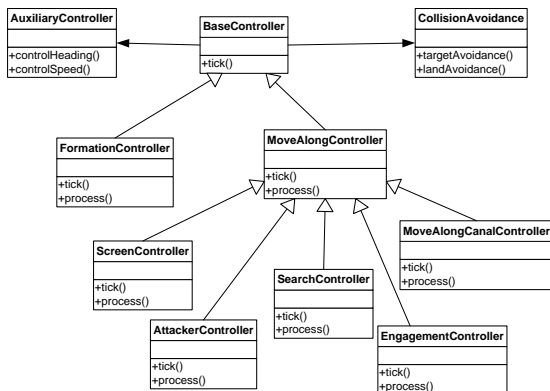 AuxiliaryController
+controlHeading()
+controlSpeed()
BaseController
+tick()
CollisionAvoidance
+targetAvoidance()
+landAvoidance()
FormationController
+tick()
+process()
MoveAlongController
+tick()
+process()
ScreenController
+tick()
+process()
AttackerController
+tick()
+process()
SearchController
+tick()
+process()
EngagementController
+tick()
+process()
MoveAlongCanalController
+tick()
+process()